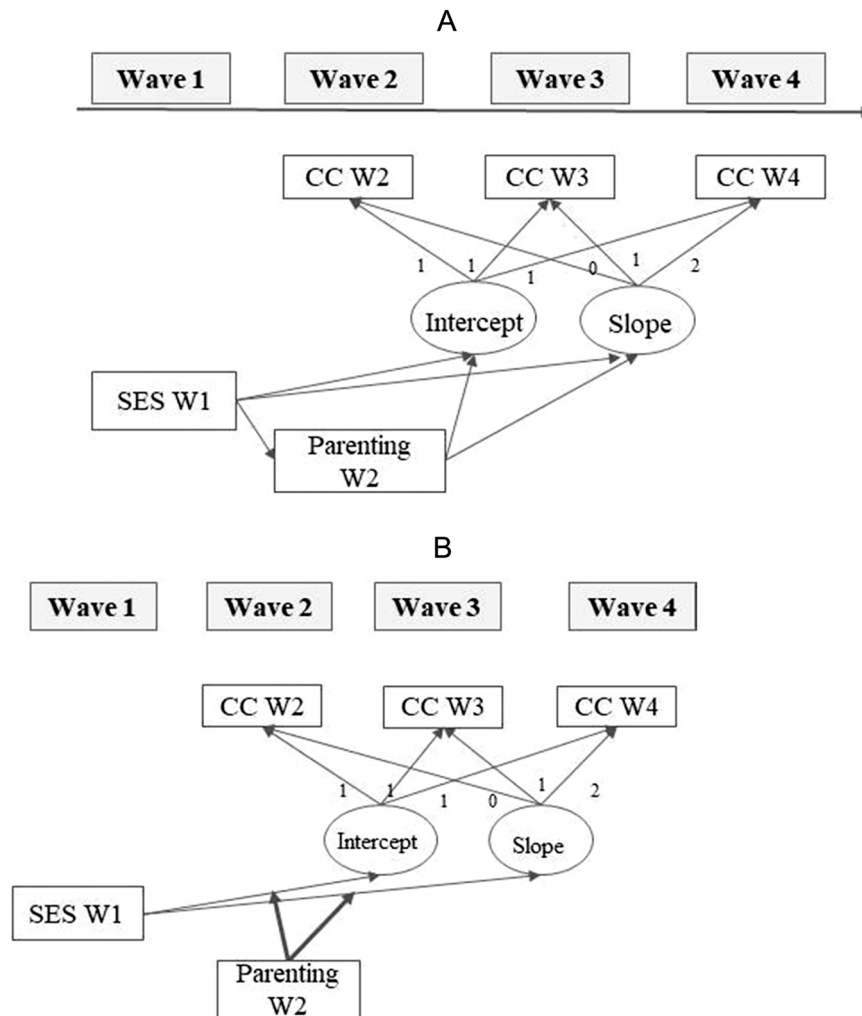 A
Wave 1 Wave 2 Wave 3 Wave 4
CC W2 CC W3 CC W4
1 1 1 0 1 2
Intercept Slope
SES W1
Parenting
W2
B
Wave 1 Wave 2 Wave 3 Wave 4
CC W2 CC W3 CC W4
1 1 1 0 1 2
Intercept Slope
SES W1
Parenting
W2